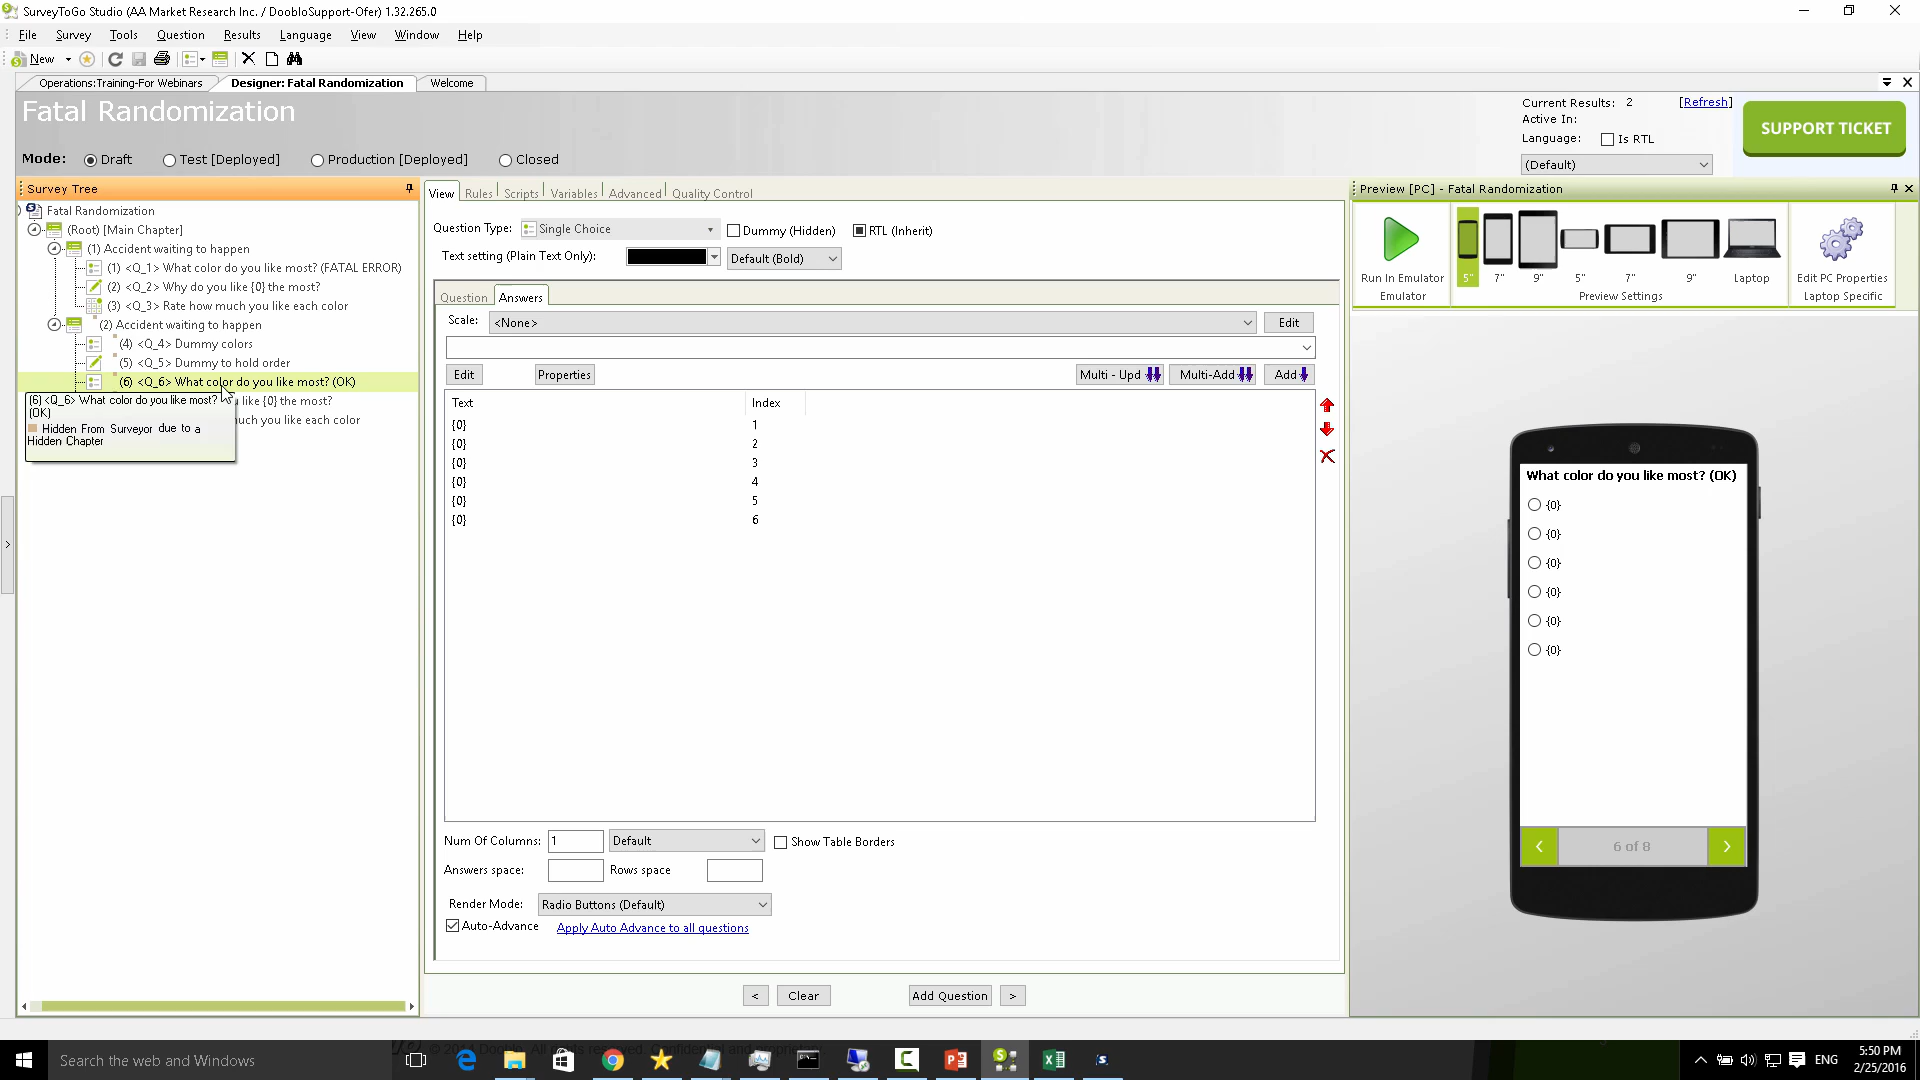 SurveyToGo Studio (AA Market Research Inc. / DoobloSupport-Ofer) 1.32.265.0
File Survey Tools Question Results Language View Window Help
New
Operations:Training-For Webinars Designer: Fatal Randomization Welcome
Fatal Randomization
Current Results: 2 [Refresh]
Active In:
Language: Is RTL
(Default)
SUPPORT TICKET
Mode: Draft Test [Deployed] Production [Deployed] Closed
Survey Tree
Fatal Randomization
(Root) [Main Chapter]
(1) Accident waiting to happen
(1) <Q_1> What color do you like most? (FATAL ERROR)
(2) <Q_2> Why do you like {0} the most?
(3) <Q_3> Rate how much you like each color
(2) Accident waiting to happen
(4) <Q_4> Dummy colors
(5) <Q_5> Dummy to hold order
(6) <Q_6> What color do you like most? (OK)
like {0} the most?
uch you like each color
(6) <Q_6> What color do you like most?
(OK)
Hidden From Surveyor due to a
Hidden Chapter
View Rules Scripts Variables Advanced Quality Control
Question Type: Single Choice Dummy (Hidden) RTL (Inherit)
Text setting (Plain Text Only): Default (Bold)
Question Answers
Scale: <None> Edit
Edit Properties Multi - Upd Multi-Add Add
Text Index
{0} 1
{0} 2
{0} 3
{0} 4
{0} 5
{0} 6
Num Of Columns: 1 Default Show Table Borders
Answers space: Rows space
Render Mode: Radio Buttons (Default)
Auto-Advance Apply Auto Advance to all questions
< Clear Add Question >
Preview [PC] - Fatal Randomization
Run In Emulator 5" 7" 9" 5" 7" 9" Laptop Edit PC Properties
Emulator Preview Settings Laptop Specific
What color do you like most? (OK)
{0}
{0}
{0}
{0}
{0}
{0}
6 of 8
Search the web and Windows
ENG
5:50 PM
2/25/2016